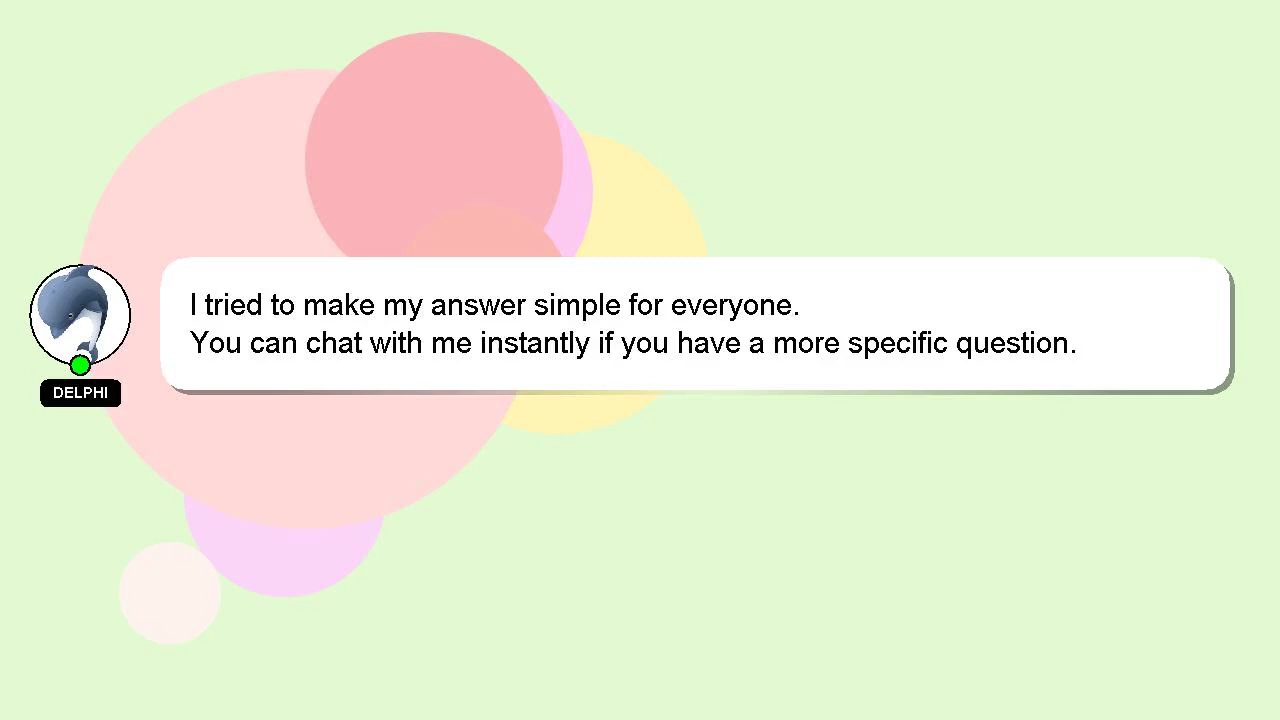 I tried to make my answer simple for everyone.
You can chat with me instantly if you have a more specific question.
DELPHI